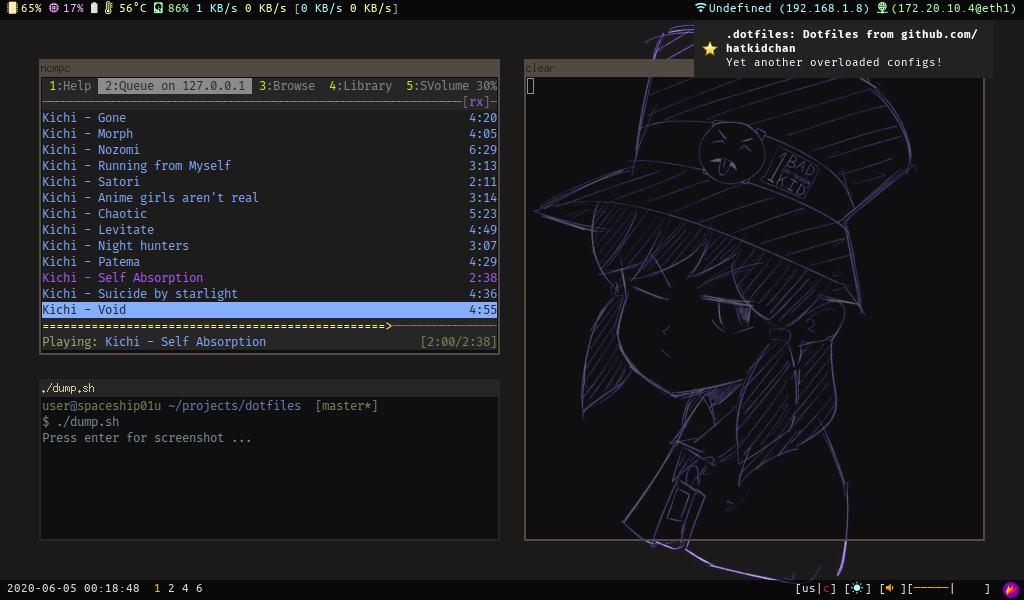 65% 17% 56°C 86% 1 KB/s 0 KB/s [0 KB/s 0 KB/s]
Undefined (192.168.1.8) (172.20.10.4@eth1)
.dotfiles: Dotfiles from github.com/
hatkidchan
Yet another overloaded configs!
ncmpc
1:Help 2:Queue on 127.0.0.1 3:Browse 4:Library 5:SVolume 30%
[rx]
Kichi - Gone 4:20
Kichi - Morph 4:05
Kichi - Nozomi 6:29
Kichi - Running from Myself 3:13
Kichi - Satori 2:11
Kichi - Anime girls aren't real 3:14
Kichi - Chaotic 5:23
Kichi - Levitate 4:49
Kichi - Night hunters 3:07
Kichi - Patema 4:29
Kichi - Self Absorption 2:38
Kichi - Suicide by starlight 4:36
Kichi - Void 4:55
=================================================>
Playing: Kichi - Self Absorption [2:00/2:38]
./dump.sh
user@spaceship01u ~/projects/dotfiles [master*]
$ ./dump.sh
Press enter for screenshot ...
clear
1 BAD
KID
2020-06-05 00:18:48 1 2 4 6
[us|c] [ ] [ ][─────| ]